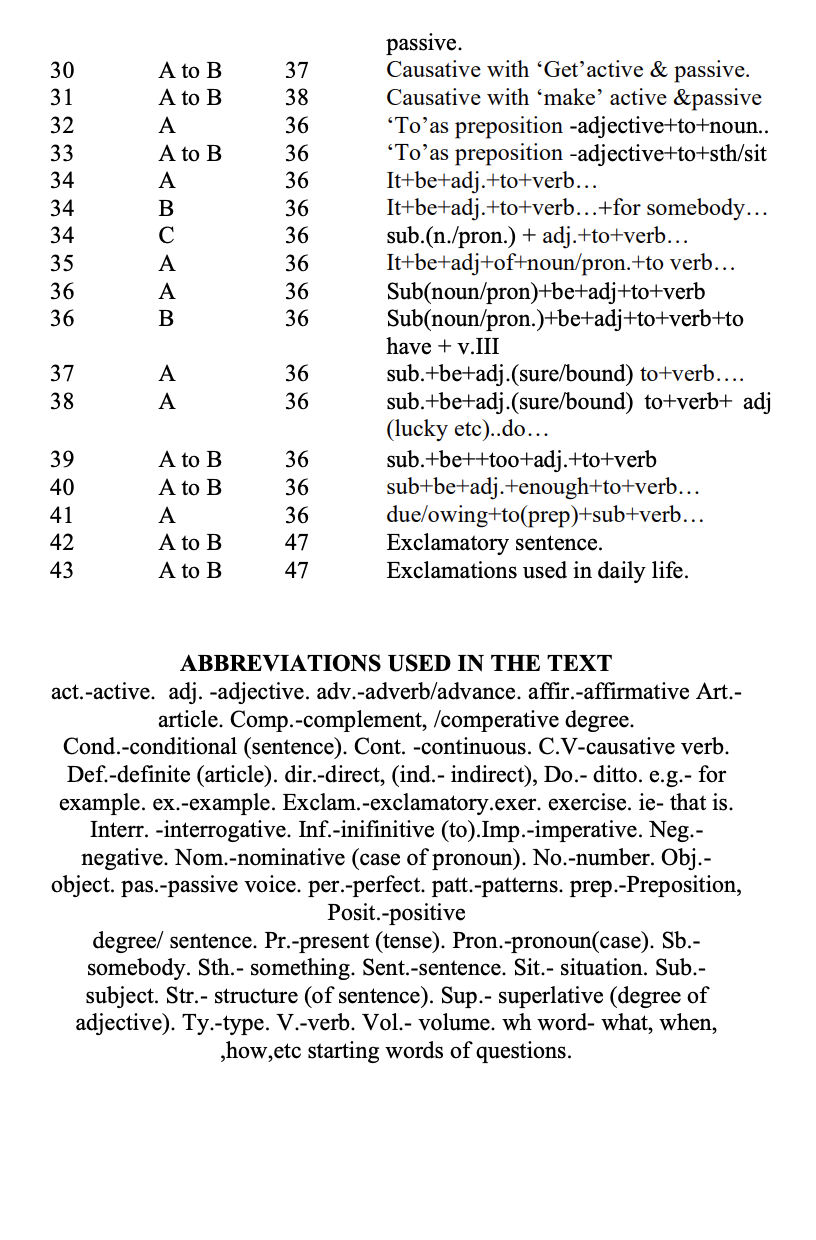 passive.
30 A to B 37 Causative with ‘Get’active & passive.
31 A to B 38 Causative with ‘make’ active &passive
32 A 36 ‘To’as preposition -adjective+to+noun..
33 A to B 36 ‘To’as preposition -adjective+to+sth/sit
34 A 36 It+be+adj.+to+verb…
34 B 36 It+be+adj.+to+verb…+for somebody…
34 C 36 sub.(n./pron.) + adj.+to+verb…
35 A 36 It+be+adj+of+noun/pron.+to verb…
36 A 36 Sub(noun/pron)+be+adj+to+verb
36 B 36 Sub(noun/pron.)+be+adj+to+verb+to
have + v.III
37 A 36 sub.+be+adj.(sure/bound) to+verb….
38 A 36 sub.+be+adj.(sure/bound) to+verb+ adj
(lucky etc)..do…
39 A to B 36 sub.+be++too+adj.+to+verb
40 A to B 36 sub+be+adj.+enough+to+verb…
41 A 36 due/owing+to(prep)+sub+verb…
42 A to B 47 Exclamatory sentence.
43 A to B 47 Exclamations used in daily life.
ABBREVIATIONS USED IN THE TEXT
act.-active. adj. -adjective. adv.-adverb/advance. affir.-affirmative Art.-
article. Comp.-complement, /comperative degree.
Cond.-conditional (sentence). Cont. -continuous. C.V-causative verb.
Def.-definite (article). dir.-direct, (ind.- indirect), Do.- ditto. e.g.- for
example. ex.-example. Exclam.-exclamatory.exer. exercise. ie- that is.
Interr. -interrogative. Inf.-inifinitive (to).Imp.-imperative. Neg.-
negative. Nom.-nominative (case of pronoun). No.-number. Obj.-
object. pas.-passive voice. per.-perfect. patt.-patterns. prep.-Preposition,
Posit.-positive
degree/ sentence. Pr.-present (tense). Pron.-pronoun(case). Sb.-
somebody. Sth.- something. Sent.-sentence. Sit.- situation. Sub.-
subject. Str.- structure (of sentence). Sup.- superlative (degree of
adjective). Ty.-type. V.-verb. Vol.- volume. wh word- what, when,
,how,etc starting words of questions.